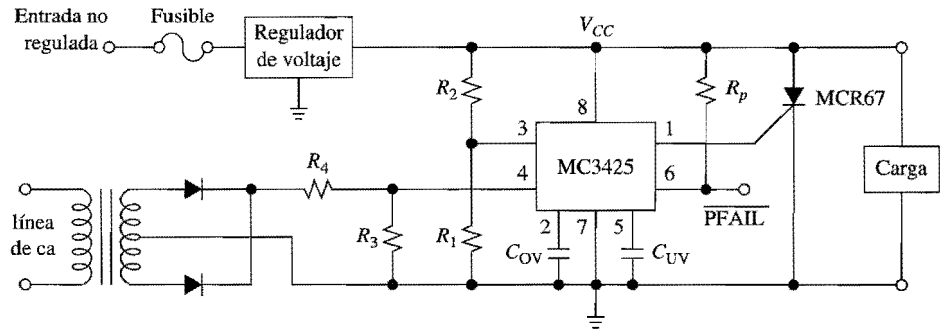 Entrada no
regulada
Fusible
Regulador
de voltaje
V_CC
R_2
R_p
MCR67
8
3
1
MC3425
4
6
Carga
R_4
PFAIL
línea
de ca
2
7
5
R_3
R_1
C_OV
C_UV